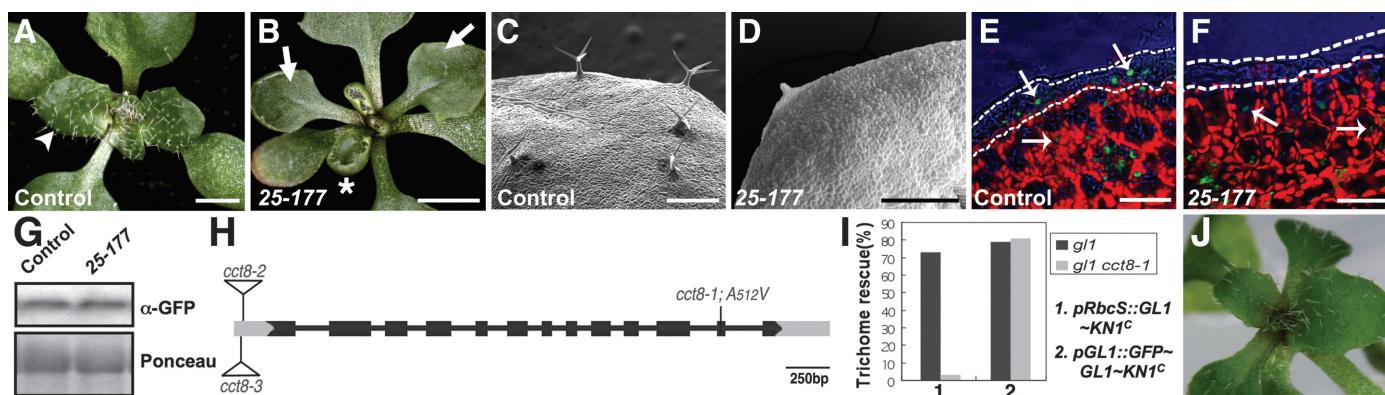 A
Control
B
25-177
C
Control
D
25-177
E
Control
F
25-177
G
Control
25-177
α-GFP
Ponceau
H
cct8-2
cct8-1; A512V
cct8-3
250bp
I
Trichome rescue(%)
90
80
70
60
50
40
30
20
10
0
1
2
gl1
gl1 cct8-1
1. pRbcS::GL1
~KN1ᶜ
2. pGL1::GFP~
GL1~KN1ᶜ
J